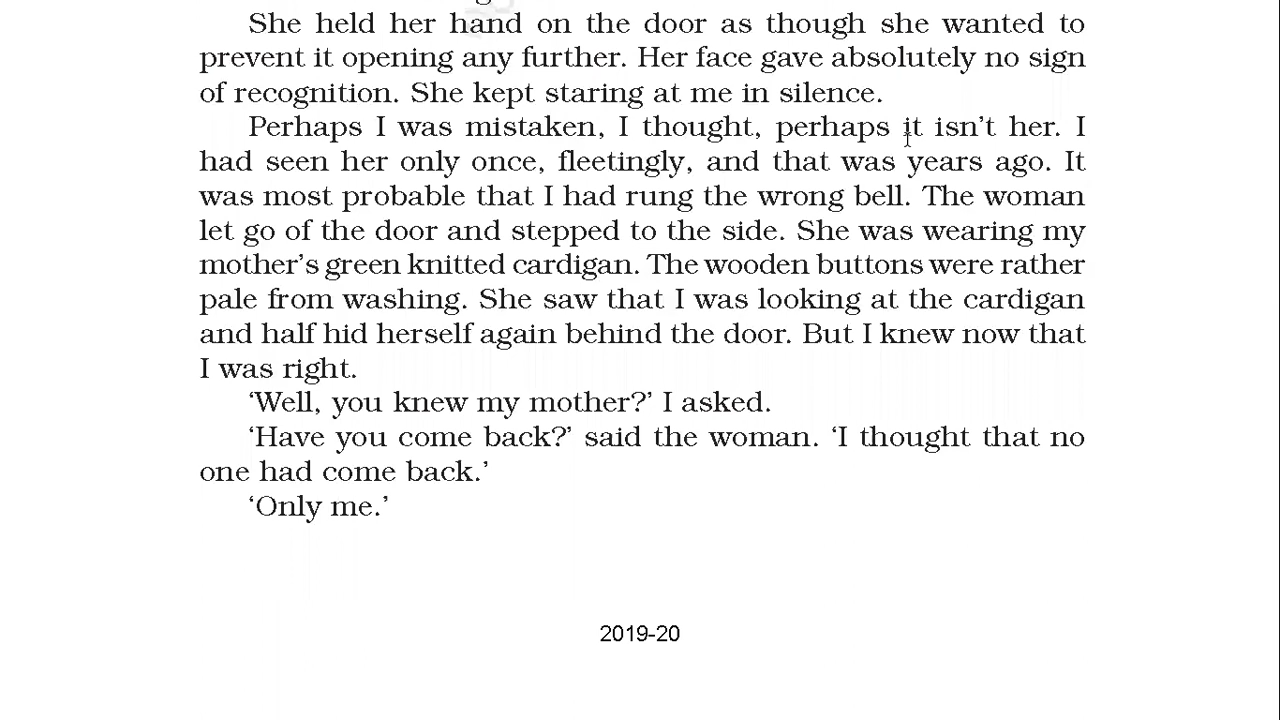 She held her hand on the door as though she wanted to
prevent it opening any further. Her face gave absolutely no sign
of recognition. She kept staring at me in silence.
Perhaps I was mistaken, I thought, perhaps it isn’t her. I
had seen her only once, fleetingly, and that was years ago. It
was most probable that I had rung the wrong bell. The woman
let go of the door and stepped to the side. She was wearing my
mother’s green knitted cardigan. The wooden buttons were rather
pale from washing. She saw that I was looking at the cardigan
and half hid herself again behind the door. But I knew now that
I was right.
‘Well, you knew my mother?’ I asked.
‘Have you come back?’ said the woman. ‘I thought that no
one had come back.’
‘Only me.’
2019-20